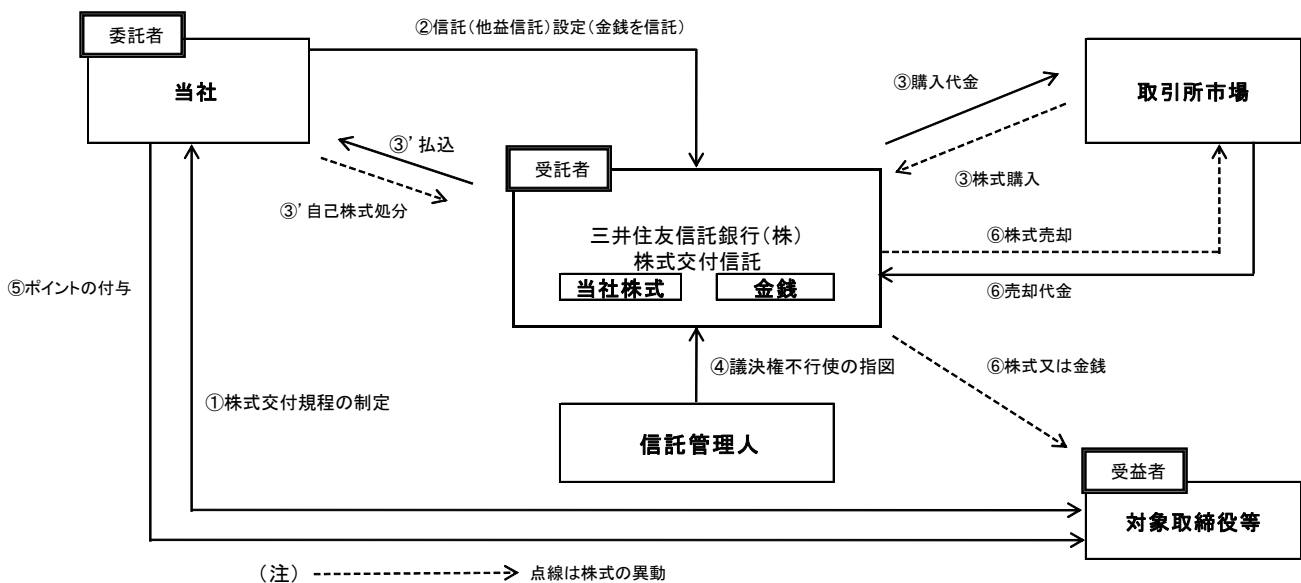 委託者
当社
②信託(他益信託)設定(金銭を信託)
③購入代金
取引所市場
③’払込
受託者
③株式購入
③’自己株式処分
三井住友信託銀行(株)
株式交付信託
当社株式
金銭
⑥株式売却
⑥売却代金
⑤ポイントの付与
④議決権不行使の指図
⑥株式又は金銭
①株式交付規程の制定
信託管理人
受益者
対象取締役等
(注) 点線は株式の異動